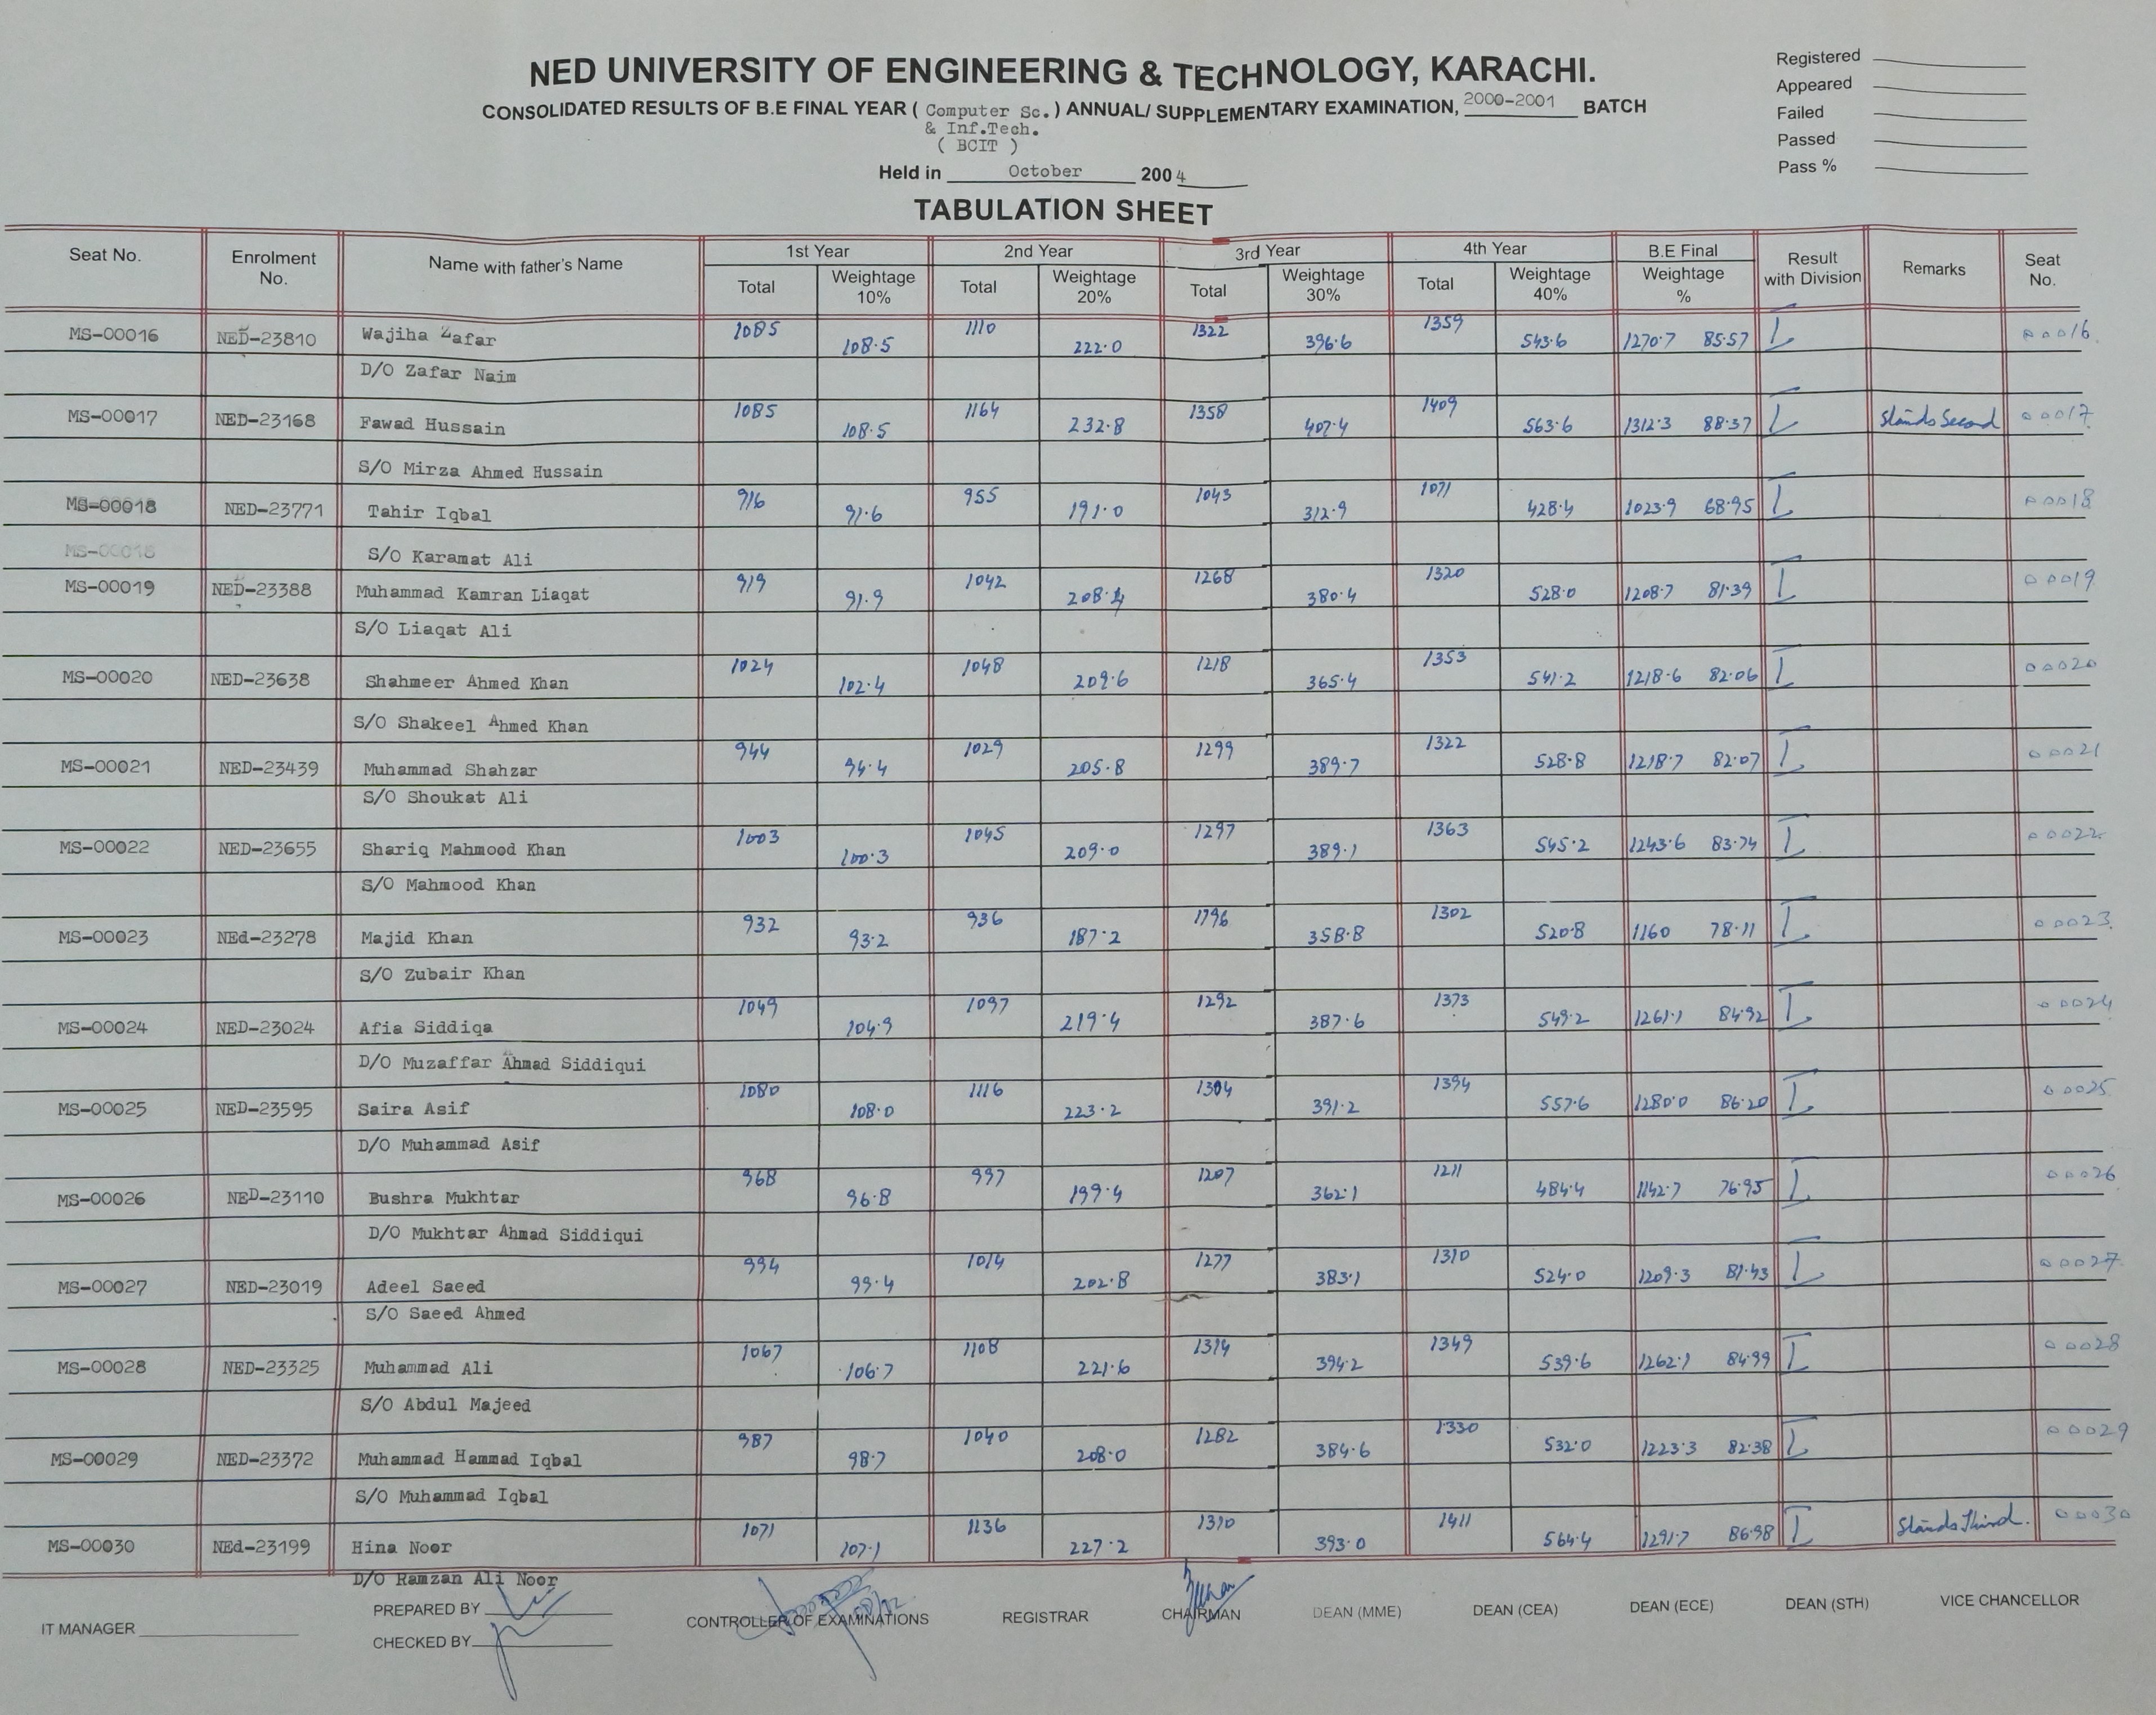 NED UNIVERSITY OF ENGINEERING & TECHNOLOGY, KARACHI.
CONSOLIDATED RESULTS OF B.E FINAL YEAR ( Computer Sc. ) ANNUAL/ SUPPLEMENTARY EXAMINATION, 2000-2001 BATCH
& Inf.Tech.
( BCIT )
Held in October 2004
Registered
Appeared
Failed
Passed
Pass %
TABULATION SHEET
Seat No. Enrolment No. Name with father's Name 1st Year 2nd Year 3rd Year 4th Year B.E Final Result with Division Remarks Seat No.
Total Weightage 10% Total Weightage 20% Total Weightage 30% Total Weightage 40% Weightage %
MS-00016 NED-23810 Wajiha Zafar 1085 108.5 1110 222.0 1322 396.6 1359 543.6 1270.7 85.57 I 00016
D/O Zafar Naim
MS-00017 NED-23168 Fawad Hussain 1085 108.5 1164 232.8 1358 407.4 1409 563.6 1312.3 88.37 I Stands Second 00017
S/O Mirza Ahmed Hussain
MS-00018 NED-23771 Tahir Iqbal 916 91.6 955 191.0 1043 312.9 1071 428.4 1023.9 68.95 I 00018
MS-00018 S/O Karamat Ali
MS-00019 NED-23388 Muhammad Kamran Liaqat 919 91.9 1042 208.4 1268 380.4 1320 528.0 1208.7 81.39 I 00019
S/O Liaqat Ali
MS-00020 NED-23638 Shahmeer Ahmed Khan 1024 102.4 1048 209.6 1218 365.4 1353 541.2 1218.6 82.06 I 00020
S/O Shakeel Ahmed Khan
MS-00021 NED-23439 Muhammad Shahzar 944 94.4 1029 205.8 1299 389.7 1322 528.8 1218.7 82.07 I 00021
S/O Shoukat Ali
MS-00022 NED-23655 Shariq Mahmood Khan 1003 100.3 1045 209.0 1297 389.1 1363 545.2 1243.6 83.74 I 00022
S/O Mahmood Khan
MS-00023 NEd-23278 Majid Khan 932 93.2 936 187.2 1196 358.8 1302 520.8 1160 78.11 I 00023
S/O Zubair Khan
MS-00024 NED-23024 Afia Siddiqa 1049 104.9 1097 219.4 1292 387.6 1373 549.2 1261.1 84.92 I 00024
D/O Muzaffar Ahmad Siddiqui
MS-00025 NED-23595 Saira Asif 1080 108.0 1116 223.2 1304 391.2 1394 557.6 1280.0 86.20 I 00025
D/O Muhammad Asif
MS-00026 NED-23110 Bushra Mukhtar 968 96.8 997 199.4 1207 362.1 1211 484.4 1142.7 76.95 I 00026
D/O Mukhtar Ahmad Siddiqui
MS-00027 NED-23019 Adeel Saeed 994 99.4 1014 202.8 1277 383.1 1310 524.0 1209.3 81.43 I 00027
S/O Saeed Ahmed
MS-00028 NED-23325 Muhammad Ali 1067 106.7 1108 221.6 1314 394.2 1349 539.6 1262.1 84.99 I 00028
S/O Abdul Majeed
MS-00029 NED-23372 Muhammad Hammad Iqbal 987 98.7 1040 208.0 1282 384.6 1330 532.0 1223.3 82.38 I 00029
S/O Muhammad Iqbal
MS-00030 NEd-23199 Hina Noor 1071 107.1 1136 227.2 1310 393.0 1411 564.4 1291.7 86.98 I Stands Third. 00030
D/O Ramzan Ali Noor
IT MANAGER PREPARED BY CONTROLLER OF EXAMINATIONS REGISTRAR CHAIRMAN DEAN (MME) DEAN (CEA) DEAN (ECE) DEAN (STH) VICE CHANCELLOR
CHECKED BY